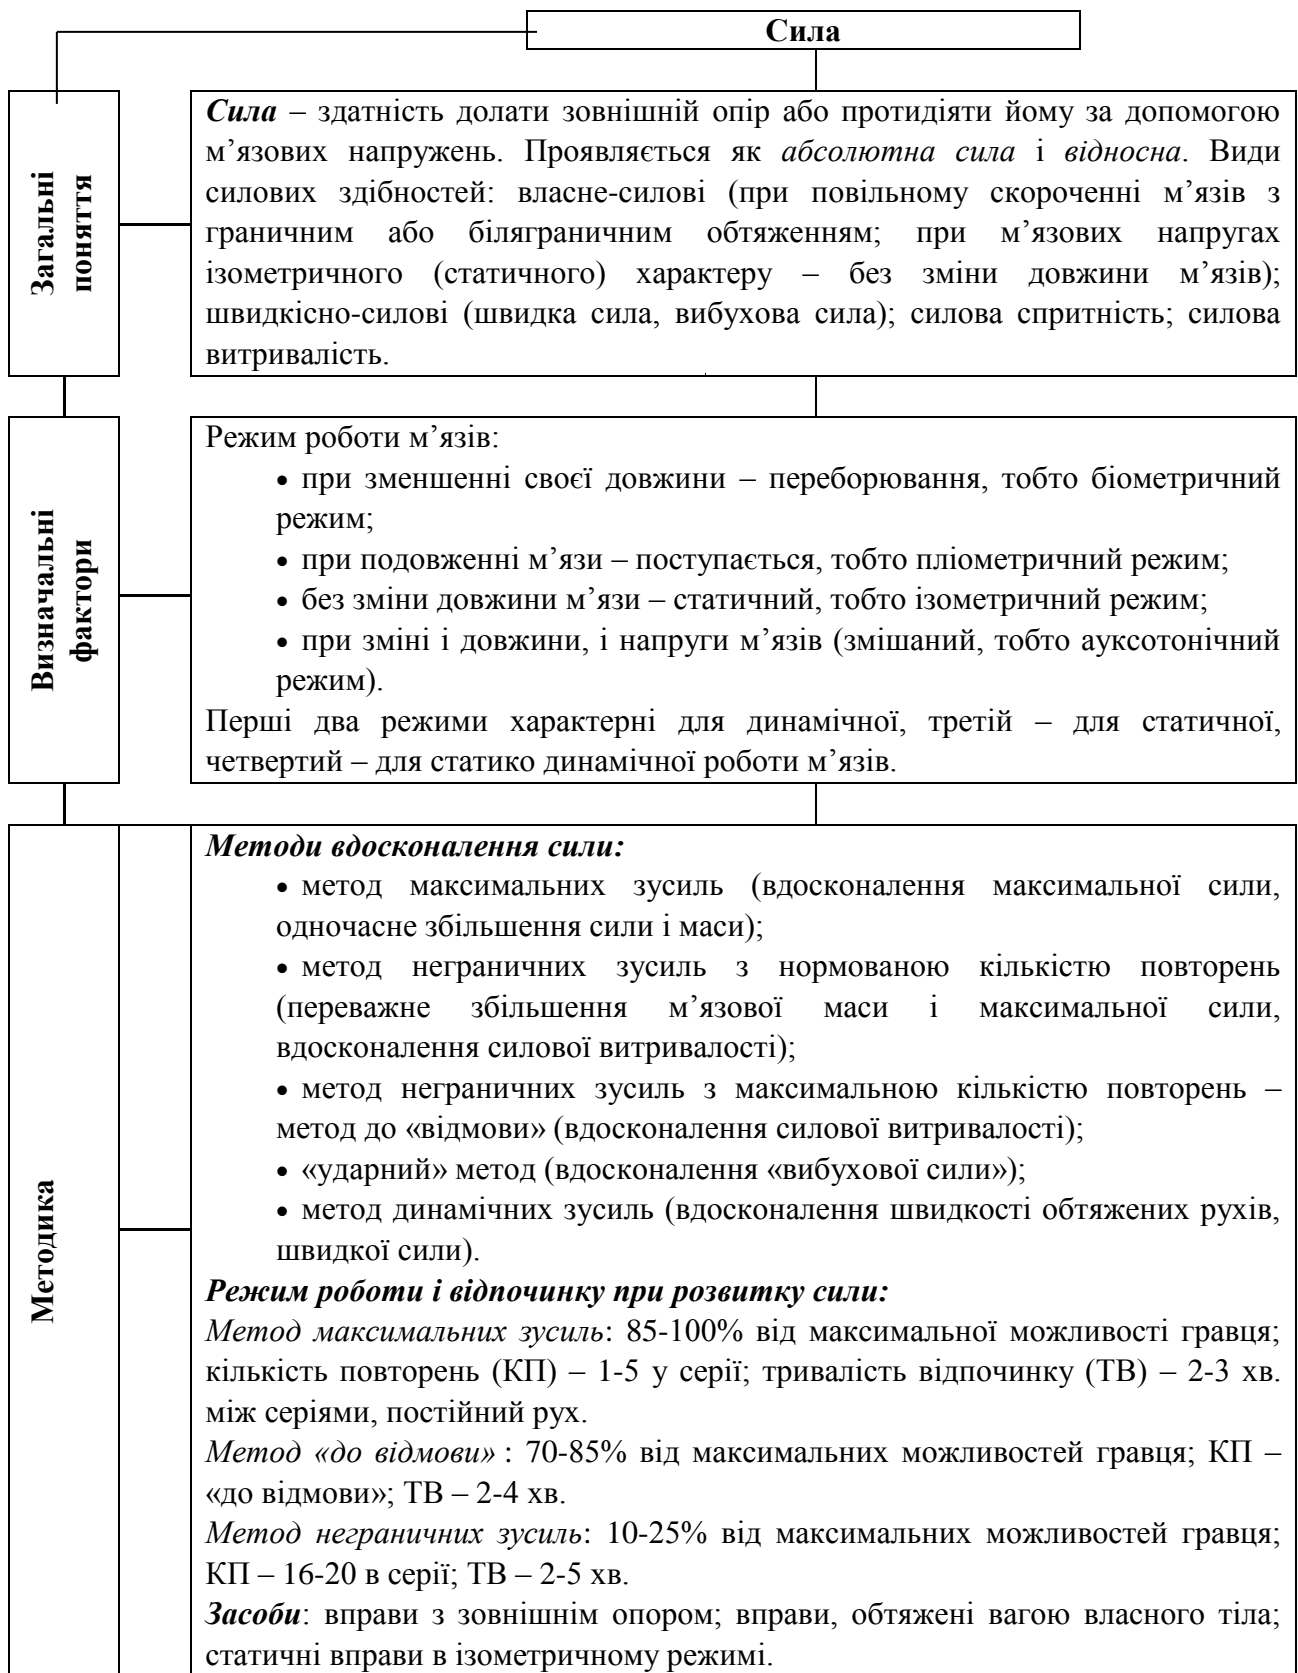 Сила
Загальні
поняття
Сила – здатність долати зовнішній опір або протидіяти йому за допомогою
м’язових напружень. Проявляється як абсолютна сила і відносна. Види
силових здібностей: власне-силові (при повільному скороченні м’язів з
граничним або біляграничним обтяженням; при м’язових напругах
ізометричного (статичного) характеру – без зміни довжини м’язів);
швидкісно-силові (швидка сила, вибухова сила); силова спритність; силова
витривалість.
Визначальні
фактори
Режим роботи м’язів:
• при зменшенні своєї довжини – переборювання, тобто біометричний
режим;
• при подовженні м’язи – поступається, тобто пліометричний режим;
• без зміни довжини м’язи – статичний, тобто ізометричний режим;
• при зміні і довжини, і напруги м’язів (змішаний, тобто ауксотонічний
режим).
Перші два режими характерні для динамічної, третій – для статичної,
четвертий – для статико динамічної роботи м’язів.
Методика
Методи вдосконалення сили:
• метод максимальних зусиль (вдосконалення максимальної сили,
одночасне збільшення сили і маси);
• метод неграничних зусиль з нормованою кількістю повторень
(переважне збільшення м’язової маси і максимальної сили,
вдосконалення силової витривалості);
• метод неграничних зусиль з максимальною кількістю повторень –
метод до «відмови» (вдосконалення силової витривалості);
• «ударний» метод (вдосконалення «вибухової сили»);
• метод динамічних зусиль (вдосконалення швидкості обтяжених рухів,
швидкої сили).
Режим роботи і відпочинку при розвитку сили:
Метод максимальних зусиль: 85-100% від максимальної можливості гравця;
кількість повторень (КП) – 1-5 у серії; тривалість відпочинку (ТВ) – 2-3 хв.
між серіями, постійний рух.
Метод «до відмови» : 70-85% від максимальних можливостей гравця; КП –
«до відмови»; ТВ – 2-4 хв.
Метод неграничних зусиль: 10-25% від максимальних можливостей гравця;
КП – 16-20 в серії; ТВ – 2-5 хв.
Засоби: вправи з зовнішнім опором; вправи, обтяжені вагою власного тіла;
статичні вправи в ізометричному режимі.